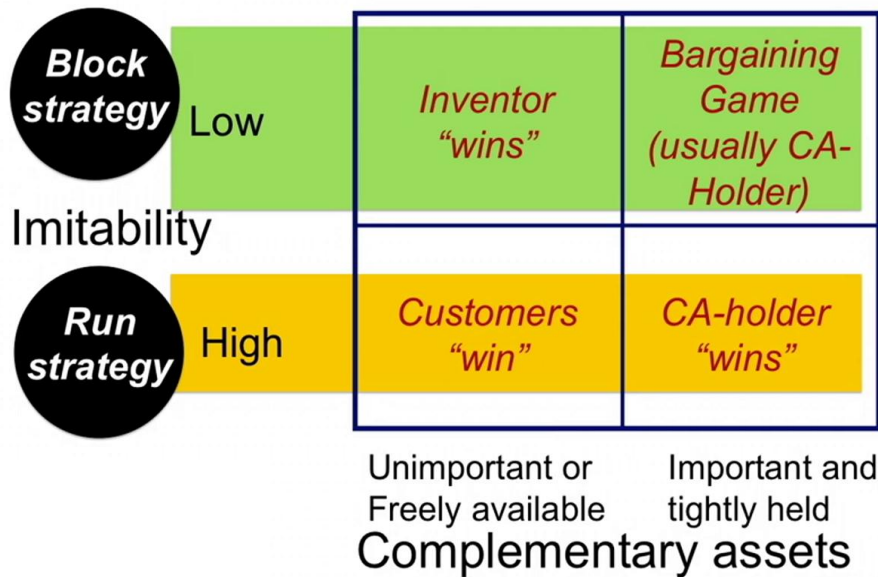 Block
strategy
Low
Inventor
“wins”
Bargaining
Game
(usually CA-
Holder)
Imitability
Run
strategy
High
Customers
“win”
CA-holder
“wins”
Unimportant or
Freely available
Important and
tightly held
Complementary assets